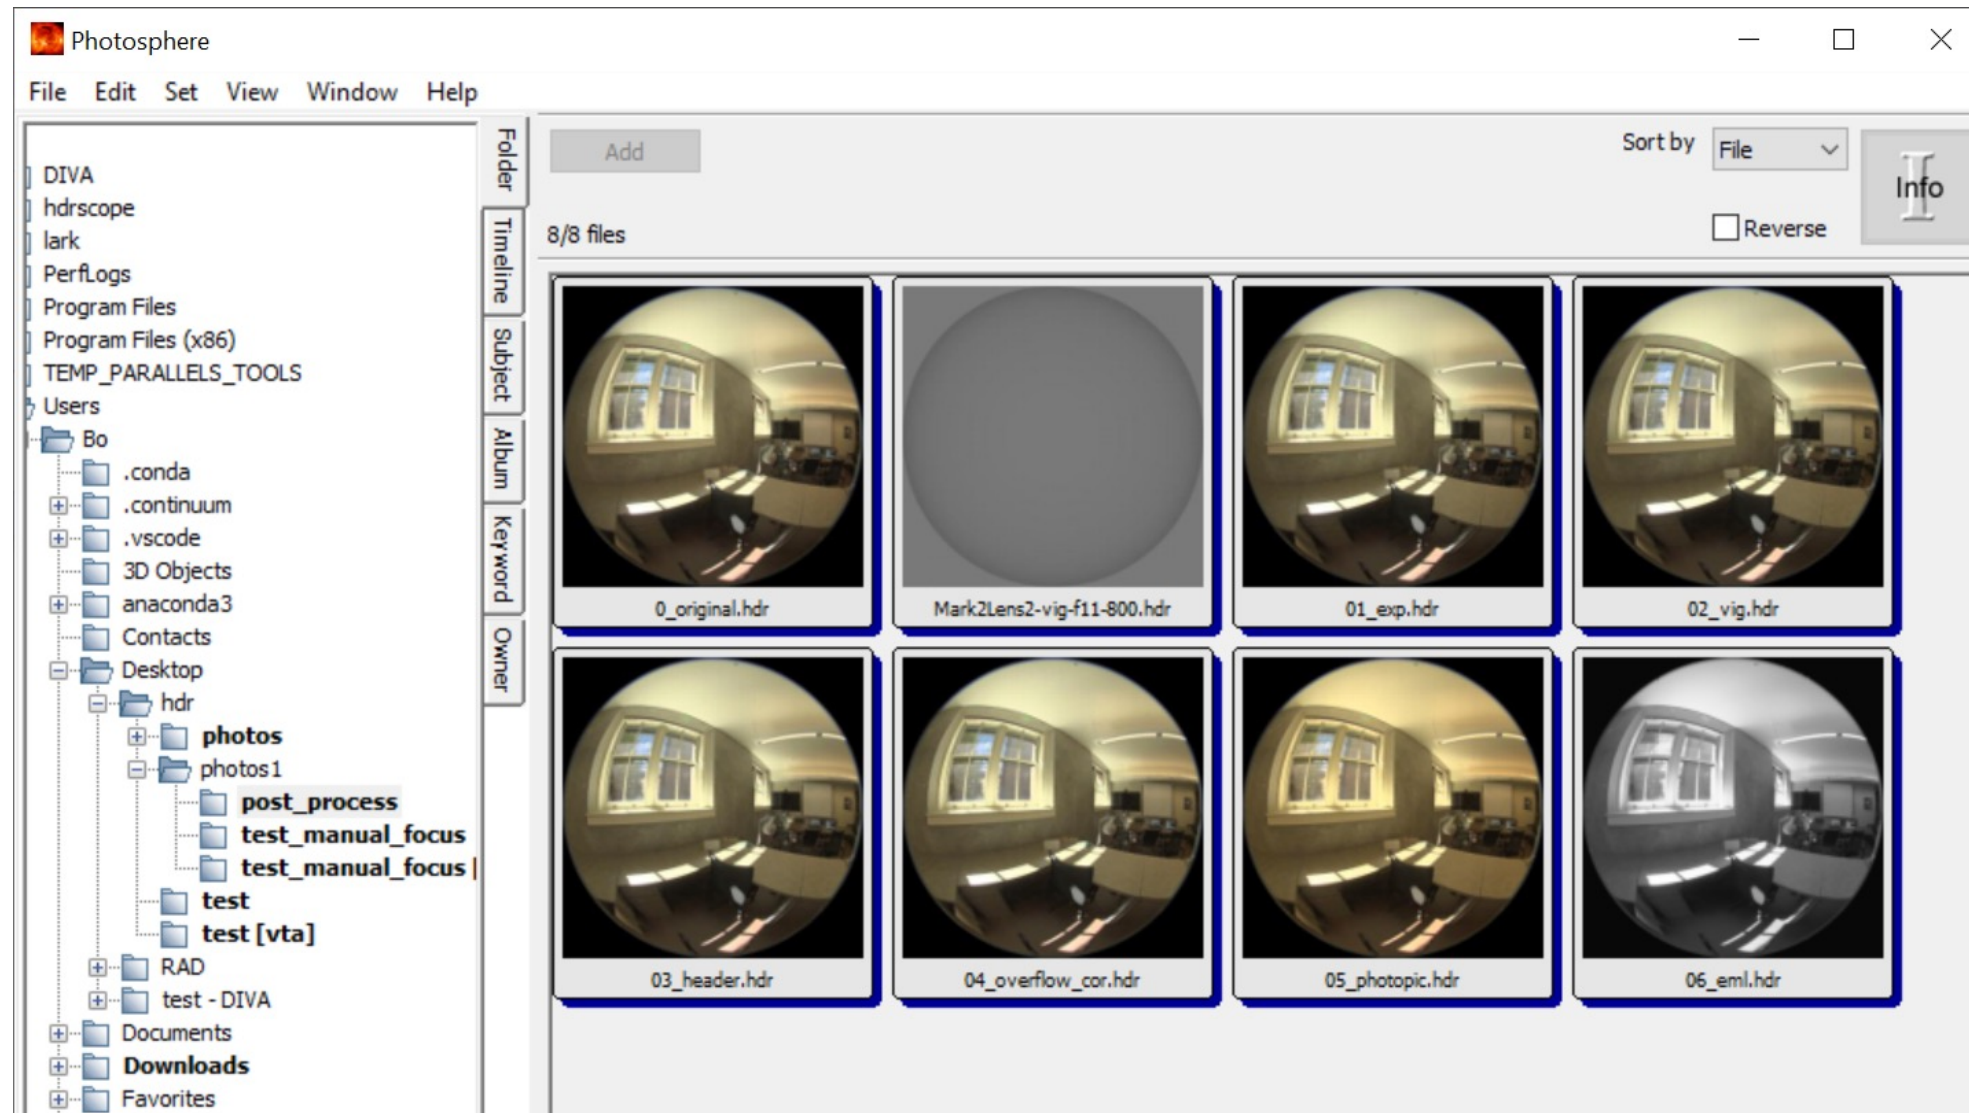 Photosphere
File Edit Set View Window Help
DIVA
hdrscope
lark
PerfLogs
Program Files
Program Files (x86)
TEMP_PARALLELS_TOOLS
Users
Bo
.conda
.continuum
.vscode
3D Objects
anaconda3
Contacts
Desktop
hdr
photos
photos1
post_process
test_manual_focus
test_manual_focus [
test
test [vta]
RAD
test - DIVA
Documents
Downloads
Favorites
Folder
Timeline
Subject
Album
Keyword
Owner
Add
Sort by File
Info
8/8 files
Reverse
0_original.hdr
Mark2Lens2-vig-f11-800.hdr
01_exp.hdr
02_vig.hdr
03_header.hdr
04_overflow_cor.hdr
05_photopic.hdr
06_eml.hdr